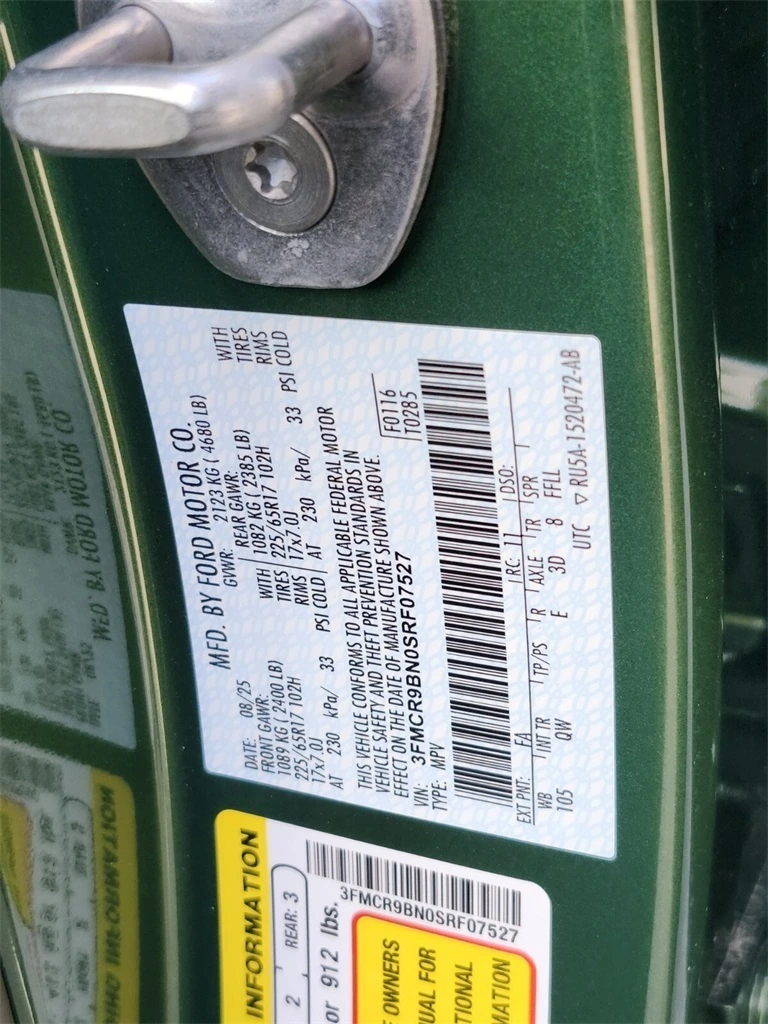 MFD. BY FORD MOTOR CO.
DATE: 08/25 GVWR: 2123 KG ( 4680 LB)
FRONT GAWR: REAR GAWR:
1089 KG ( 2400 LB) WITH 1082 KG ( 2385 LB) WITH
225/65R17 102H TIRES 225/65R17 102H TIRES
17x7.0J RIMS 17x7.0J RIMS
AT 230 kPa/ 33 PSI COLD AT 230 kPa/ 33 PSI COLD
THIS VEHICLE CONFORMS TO ALL APPLICABLE FEDERAL MOTOR
VEHICLE SAFETY AND THEFT PREVENTION STANDARDS IN
EFFECT ON THE DATE OF MANUFACTURE SHOWN ABOVE.
VIN: 3FMCR9BN0SRF07527
TYPE: MPV
F0116
T0285
EXT PNT: FA RC: 11 DSO:
WB INT TR TP/PS R AXLE TR SPR
105 QW E 3D 8 FFLL
UTC ▽ RU5A-1520472-AB
INFORMATION
2 REAR: 3
or 912 lbs.
OWNERS
UAL FOR
TIONAL
MATION
3FMCR9BN0SRF07527